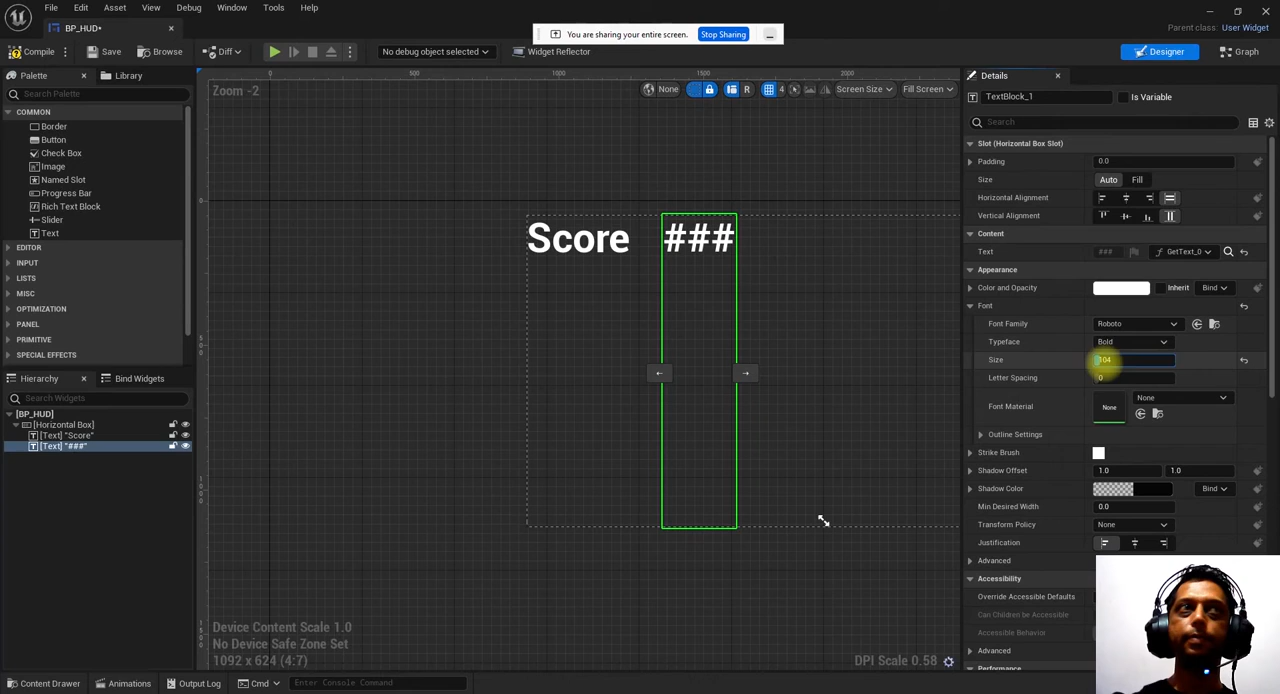 File Edit Asset View Debug Window Tools Help
BP_HUD*
Parent class: User Widget
You are sharing your entire screen. Stop Sharing
Compile Save Browse Diff No debug object selected Widget Reflector Designer Graph
Palette Library
Search Palette
COMMON
Border
Button
Check Box
Image
Named Slot
Progress Bar
Rich Text Block
Slider
Text
EDITOR
INPUT
LISTS
MISC
OPTIMIZATION
PANEL
PRIMITIVE
SPECIAL EFFECTS
Hierarchy Bind Widgets
Search Widgets
[BP_HUD]
[Horizontal Box]
[Text] "Score"
[Text] "###"
0 500 1000 1500 2000
Zoom -2
None R 4 Screen Size Fill Screen
0
500
1000
Score ###
Device Content Scale 1.0
No Device Safe Zone Set
1092 x 624 (4:7)
DPI Scale 0.58
Details
TextBlock_1 Is Variable
Search
Slot (Horizontal Box Slot)
Padding 0.0
Size Auto Fill
Horizontal Alignment
Vertical Alignment
Content
Text ### GetText_0
Appearance
Color and Opacity Inherit Bind
Font
Font Family Roboto
Typeface Bold
Size 104
Letter Spacing 0
Font Material None None
Outline Settings
Strike Brush
Shadow Offset 1.0 1.0
Shadow Color Bind
Min Desired Width 0.0
Transform Policy None
Justification
Advanced
Accessibility
Override Accessible Defaults
Can Children be Accessible
Accessible Behavior
Advanced
Performance
Content Drawer Animations Output Log Cmd Enter Console Command